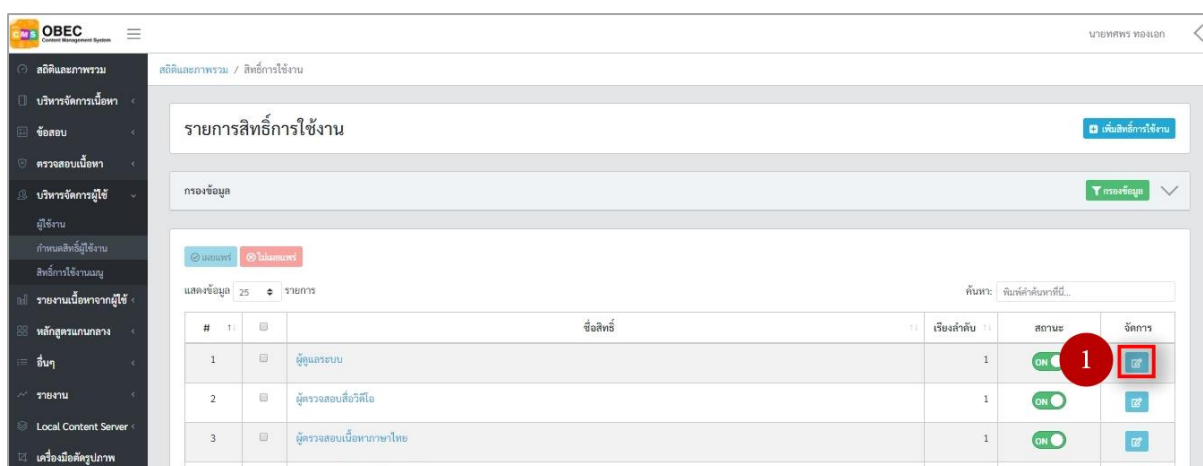 CMS OBEC
Content Management System
นายทศพร ทองเอก
สถิติและภาพรวม
บริหารจัดการเนื้อหา
ข้อสอบ
ตรวจสอบเนื้อหา
บริหารจัดการผู้ใช้
ผู้ใช้งาน
กำหนดสิทธิ์ผู้ใช้งาน
สิทธิ์การใช้งานเมนู
รายงานเนื้อหาจากผู้ใช้
หลักสูตรแกนกลาง
อื่นๆ
รายงาน
Local Content Server
เครื่องมือตัดรูปภาพ
สถิติและภาพรวม / สิทธิ์การใช้งาน
รายการสิทธิ์การใช้งาน
เพิ่มสิทธิ์การใช้งาน
กรองข้อมูล
กรองข้อมูล
เผยแพร่ ไม่เผยแพร่
แสดงข้อมูล 25 รายการ
ค้นหา: พิมพ์คำค้นหาที่นี่...
# ชื่อสิทธิ์ เรียงลำดับ สถานะ จัดการ
1 ผู้ดูแลระบบ 1 ON 1
2 ผู้ตรวจสอบสื่อวิดีโอ 1 ON
3 ผู้ตรวจสอบเนื้อหาภาษาไทย 1 ON